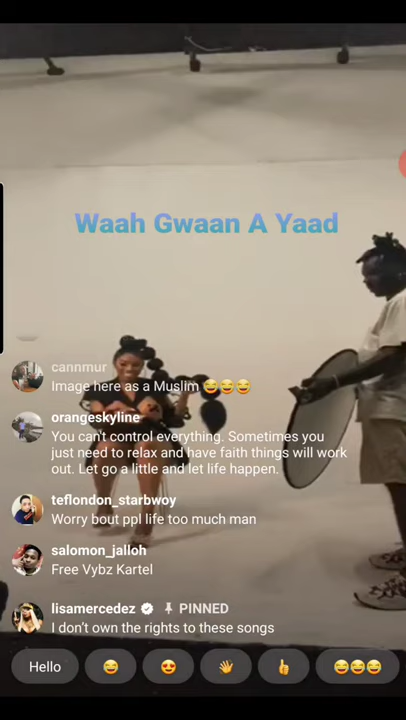 Waah Gwaan A Yaad
cannmur
Image here as a Muslim 😂😂😂
orangeskyline
You can't control everything. Sometimes you
just need to relax and have faith things will work
out. Let go a little and let life happen.
teflondon_starbwoy
Worry bout ppl life too much man
salomon_jalloh
Free Vybz Kartel
lisamercedez PINNED
I don't own the rights to these songs
Hello 😂 😍 👋 👍 😂😂😂